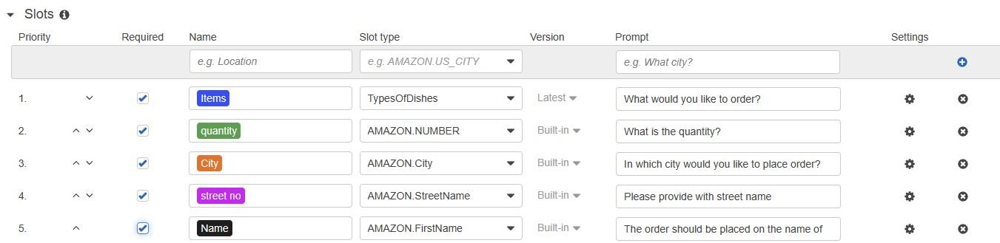 Slots
Priority Required Name Slot type Version Prompt Settings
e.g. Location e.g. AMAZON.US_CITY e.g. What city?
1. Items TypesOfDishes Latest What would you like to order?
2. quantity AMAZON.NUMBER Built-in What is the quantity?
3. City AMAZON.City Built-in In which city would you like to place order?
4. street no AMAZON.StreetName Built-in Please provide with street name
5. Name AMAZON.FirstName Built-in The order should be placed on the name of